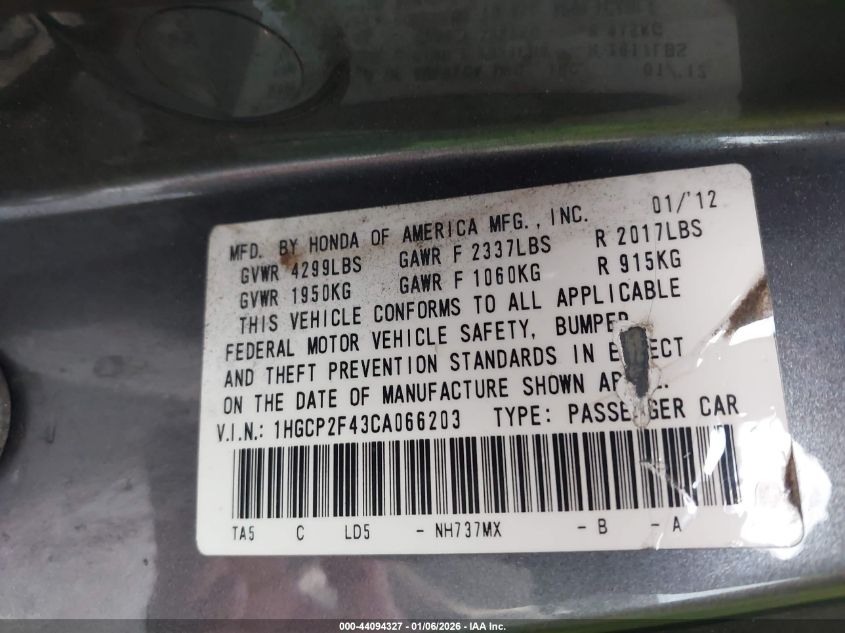 MFD. BY HONDA OF AMERICA MFG., INC. 01/'12
GVWR 4299LBS GAWR F 2337LBS R 2017LBS
GVWR 1950KG GAWR F 1060KG R 915KG
THIS VEHICLE CONFORMS TO ALL APPLICABLE
FEDERAL MOTOR VEHICLE SAFETY, BUMPER
AND THEFT PREVENTION STANDARDS IN
ON THE DATE OF MANUFACTURE SHOWN
V.I.N.: 1HGCP2F43CA066203 TYPE: PASSENGER CAR
TA5 C LD5 - NH737MX - B - A
000-44094327 - 01/06/2026 - IAA Inc.